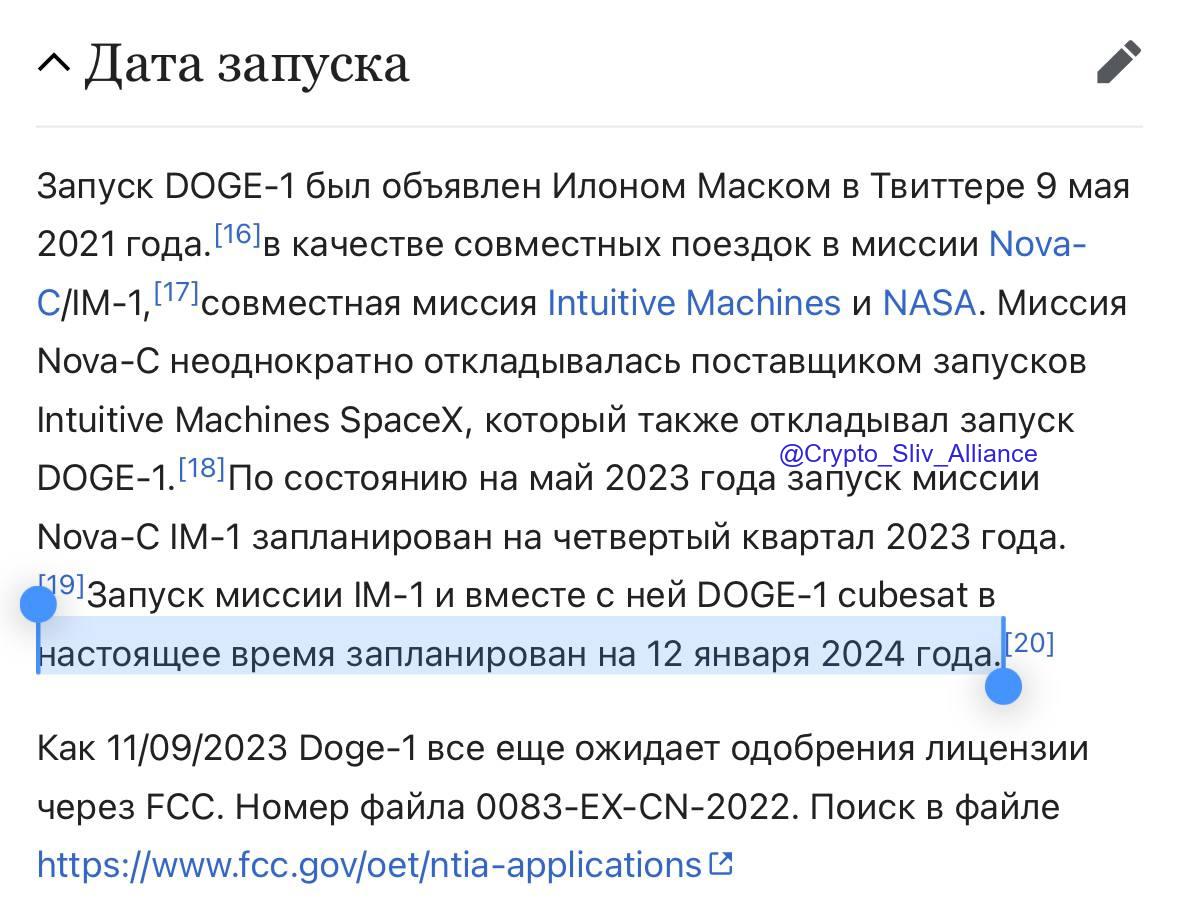 Дата запуска
Запуск DOGE-1 был объявлен Илоном Маском в Твиттере 9 мая
2021 года.[16]в качестве совместных поездок в миссии Nova-
C/IM-1,[17]совместная миссия Intuitive Machines и NASA. Миссия
Nova-C неоднократно откладывалась поставщиком запусков
Intuitive Machines SpaceX, который также откладывал запуск
@Crypto_Sliv_Alliance
DOGE-1.[18]По состоянию на май 2023 года запуск миссии
Nova-C IM-1 запланирован на четвертый квартал 2023 года.
[19]Запуск миссии IM-1 и вместе с ней DOGE-1 cubesat в
настоящее время запланирован на 12 января 2024 года.[20]
Как 11/09/2023 Doge-1 все еще ожидает одобрения лицензии
через FCC. Номер файла 0083-EX-CN-2022. Поиск в файле
https://www.fcc.gov/oet/ntia-applications